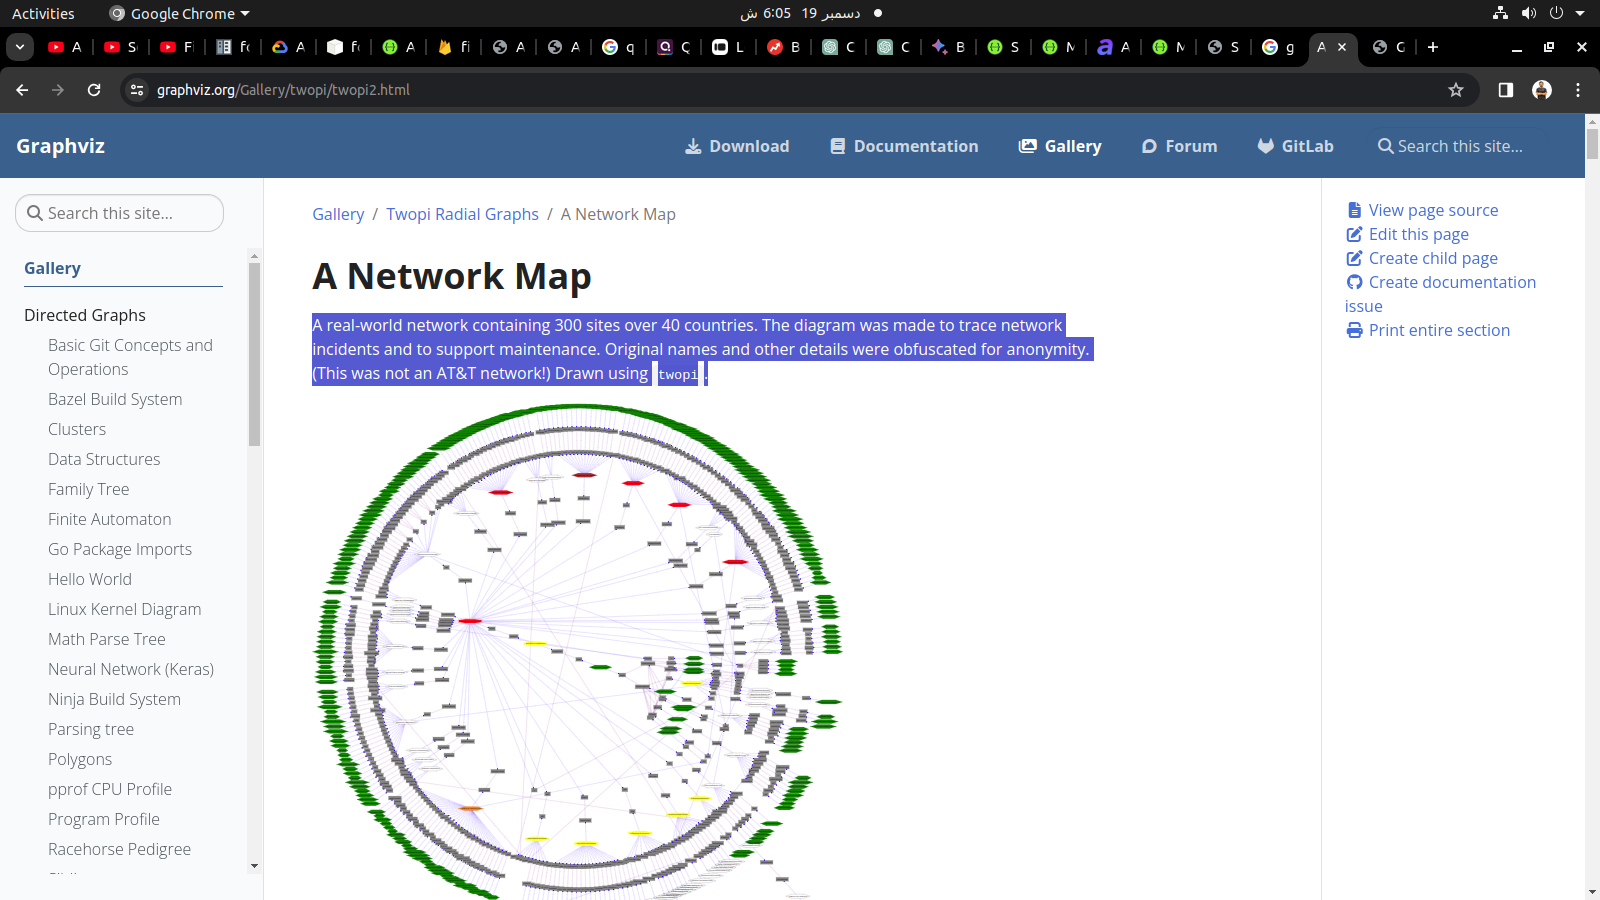 Activities
Google Chrome
6:05 ش
دسمبر 19
A
S
F
fo
A
fo
A
fi
A
A
q
Q
L
B
C
C
B
S
M
A
M
S
g
A
G
graphviz.org/Gallery/twopi/twopi2.html
Graphviz
Download
Documentation
Gallery
Forum
GitLab
Search this site…
Search this site…
Gallery
Directed Graphs
Basic Git Concepts and
Operations
Bazel Build System
Clusters
Data Structures
Family Tree
Finite Automaton
Go Package Imports
Hello World
Linux Kernel Diagram
Math Parse Tree
Neural Network (Keras)
Ninja Build System
Parsing tree
Polygons
pprof CPU Profile
Program Profile
Racehorse Pedigree
Gallery / Twopi Radial Graphs / A Network Map
A Network Map
A real-world network containing 300 sites over 40 countries. The diagram was made to trace network
incidents and to support maintenance. Original names and other details were obfuscated for anonymity.
(This was not an AT&T network!) Drawn using twopi .
View page source
Edit this page
Create child page
Create documentation
issue
Print entire section